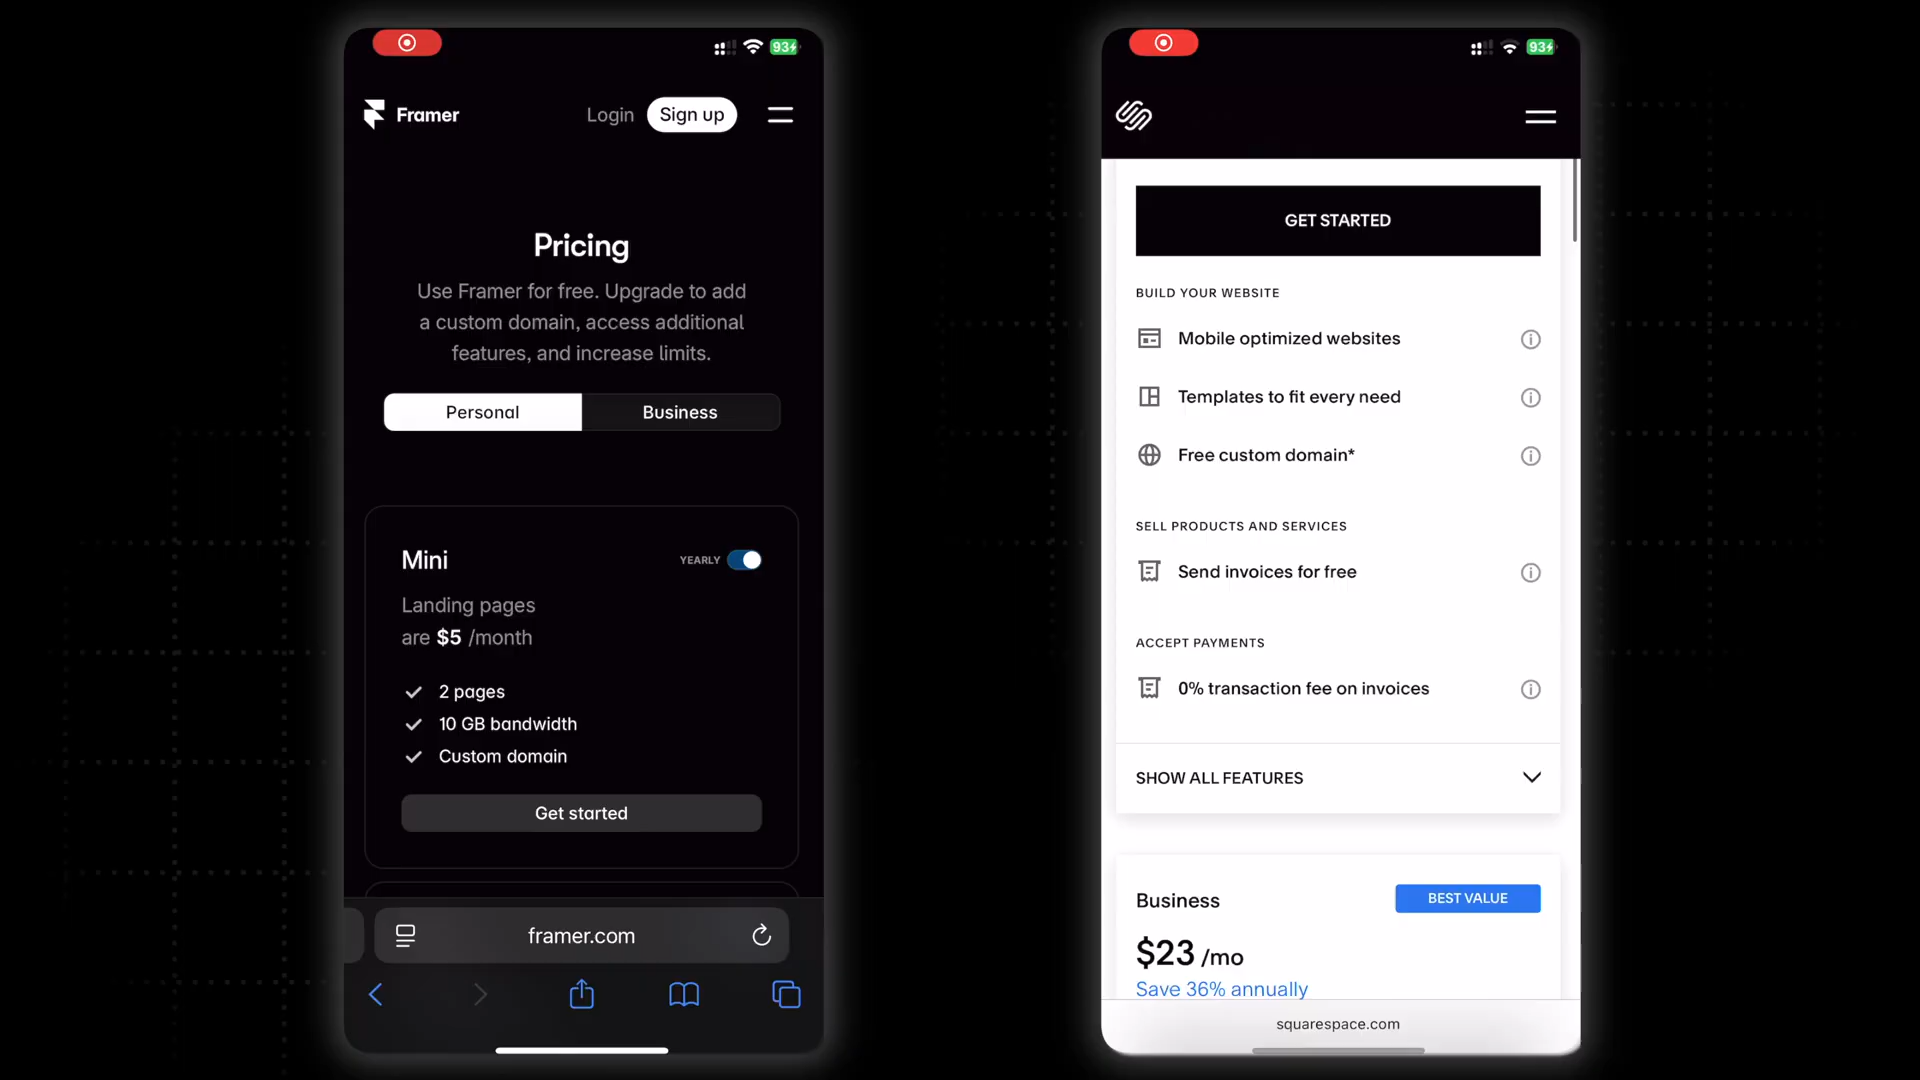 93
Framer
Login
Sign up
Pricing
Use Framer for free. Upgrade to add
a custom domain, access additional
features, and increase limits.
Personal
Business
Mini
YEARLY
Landing pages
are $5 /month
2 pages
10 GB bandwidth
Custom domain
Get started
framer.com
93
GET STARTED
BUILD YOUR WEBSITE
Mobile optimized websites
Templates to fit every need
Free custom domain*
SELL PRODUCTS AND SERVICES
Send invoices for free
ACCEPT PAYMENTS
0% transaction fee on invoices
SHOW ALL FEATURES
Business
BEST VALUE
$23 /mo
Save 36% annually
squarespace.com